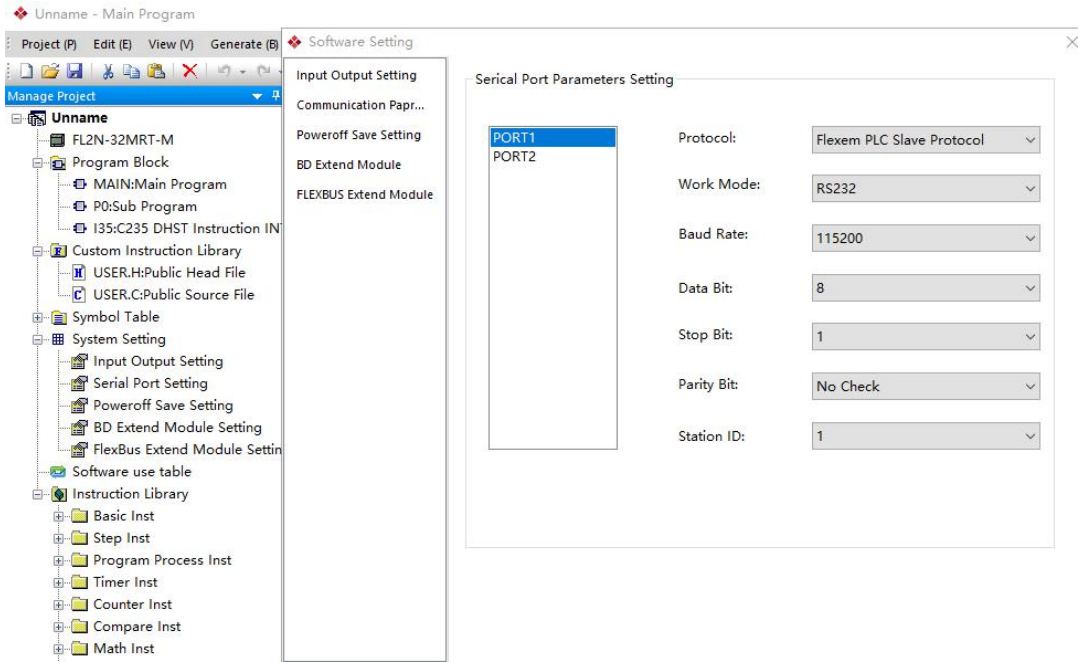 Unname - Main Program
Project (P) Edit (E) View (V) Generate (B)
Manage Project
Unname
FL2N-32MRT-M
Program Block
MAIN:Main Program
P0:Sub Program
I35:C235 DHST Instruction IN
Custom Instruction Library
H USER.H:Public Head File
C USER.C:Public Source File
Symbol Table
System Setting
Input Output Setting
Serial Port Setting
Poweroff Save Setting
BD Extend Module Setting
FlexBus Extend Module Settin
Software use table
Instruction Library
Basic Inst
Step Inst
Program Process Inst
Timer Inst
Counter Inst
Compare Inst
Math Inst
Software Setting
Input Output Setting
Communication Papr...
Poweroff Save Setting
BD Extend Module
FLEXBUS Extend Module
Serical Port Parameters Setting
PORT1
PORT2
Protocol: Flexem PLC Slave Protocol
Work Mode: RS232
Baud Rate: 115200
Data Bit: 8
Stop Bit: 1
Parity Bit: No Check
Station ID: 1